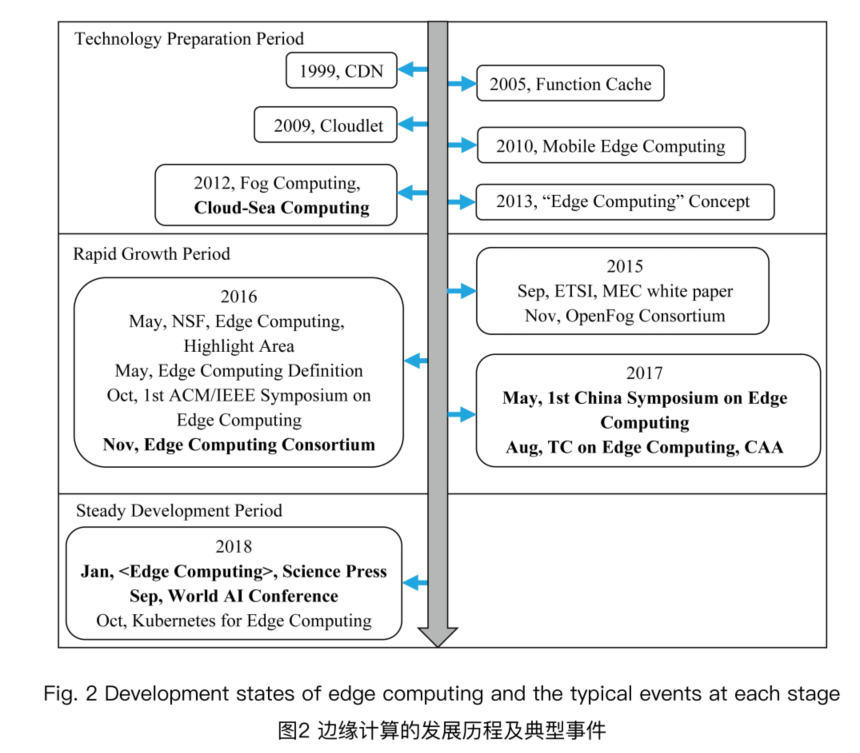 Technology Preparation Period
1999, CDN
2005, Function Cache
2009, Cloudlet
2010, Mobile Edge Computing
2012, Fog Computing,
Cloud-Sea Computing
2013, “Edge Computing” Concept
Rapid Growth Period
2015
Sep, ETSI, MEC white paper
Nov, OpenFog Consortium
2016
May, NSF, Edge Computing,
Highlight Area
May, Edge Computing Definition
Oct, 1st ACM/IEEE Symposium on
Edge Computing
Nov, Edge Computing Consortium
2017
May, 1st China Symposium on Edge
Computing
Aug, TC on Edge Computing, CAA
Steady Development Period
2018
Jan, <Edge Computing>, Science Press
Sep, World AI Conference
Oct, Kubernetes for Edge Computing
Fig. 2 Development states of edge computing and the typical events at each stage
图2 边缘计算的发展历程及典型事件